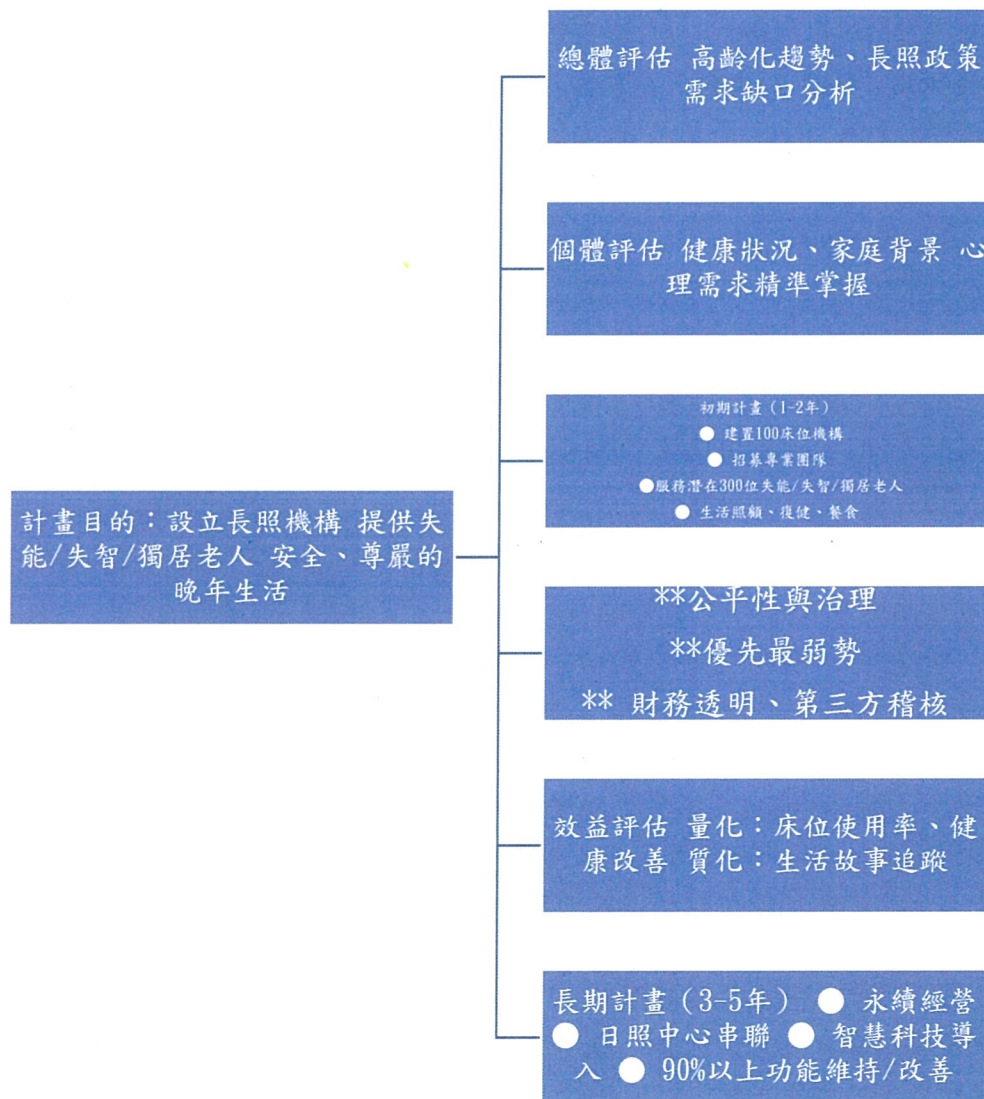 總體評估 高齡化趨勢、長照政策
需求缺口分析
個體評估 健康狀況、家庭背景 心
理需求精準掌握
初期計畫（1-2年）
● 建置100床位機構
● 招募專業團隊
●服務潛在300位失能/失智/獨居老人
● 生活照顧、復健、餐食
計畫目的：設立長照機構 提供失
能/失智/獨居老人 安全、尊嚴的
晚年生活
**公平性與治理
**優先最弱勢
** 財務透明、第三方稽核
效益評估 量化：床位使用率、健
康改善 質化：生活故事追蹤
長期計畫（3-5年） ● 永續經營
● 日照中心串聯 ● 智慧科技導
入 ● 90%以上功能維持/改善